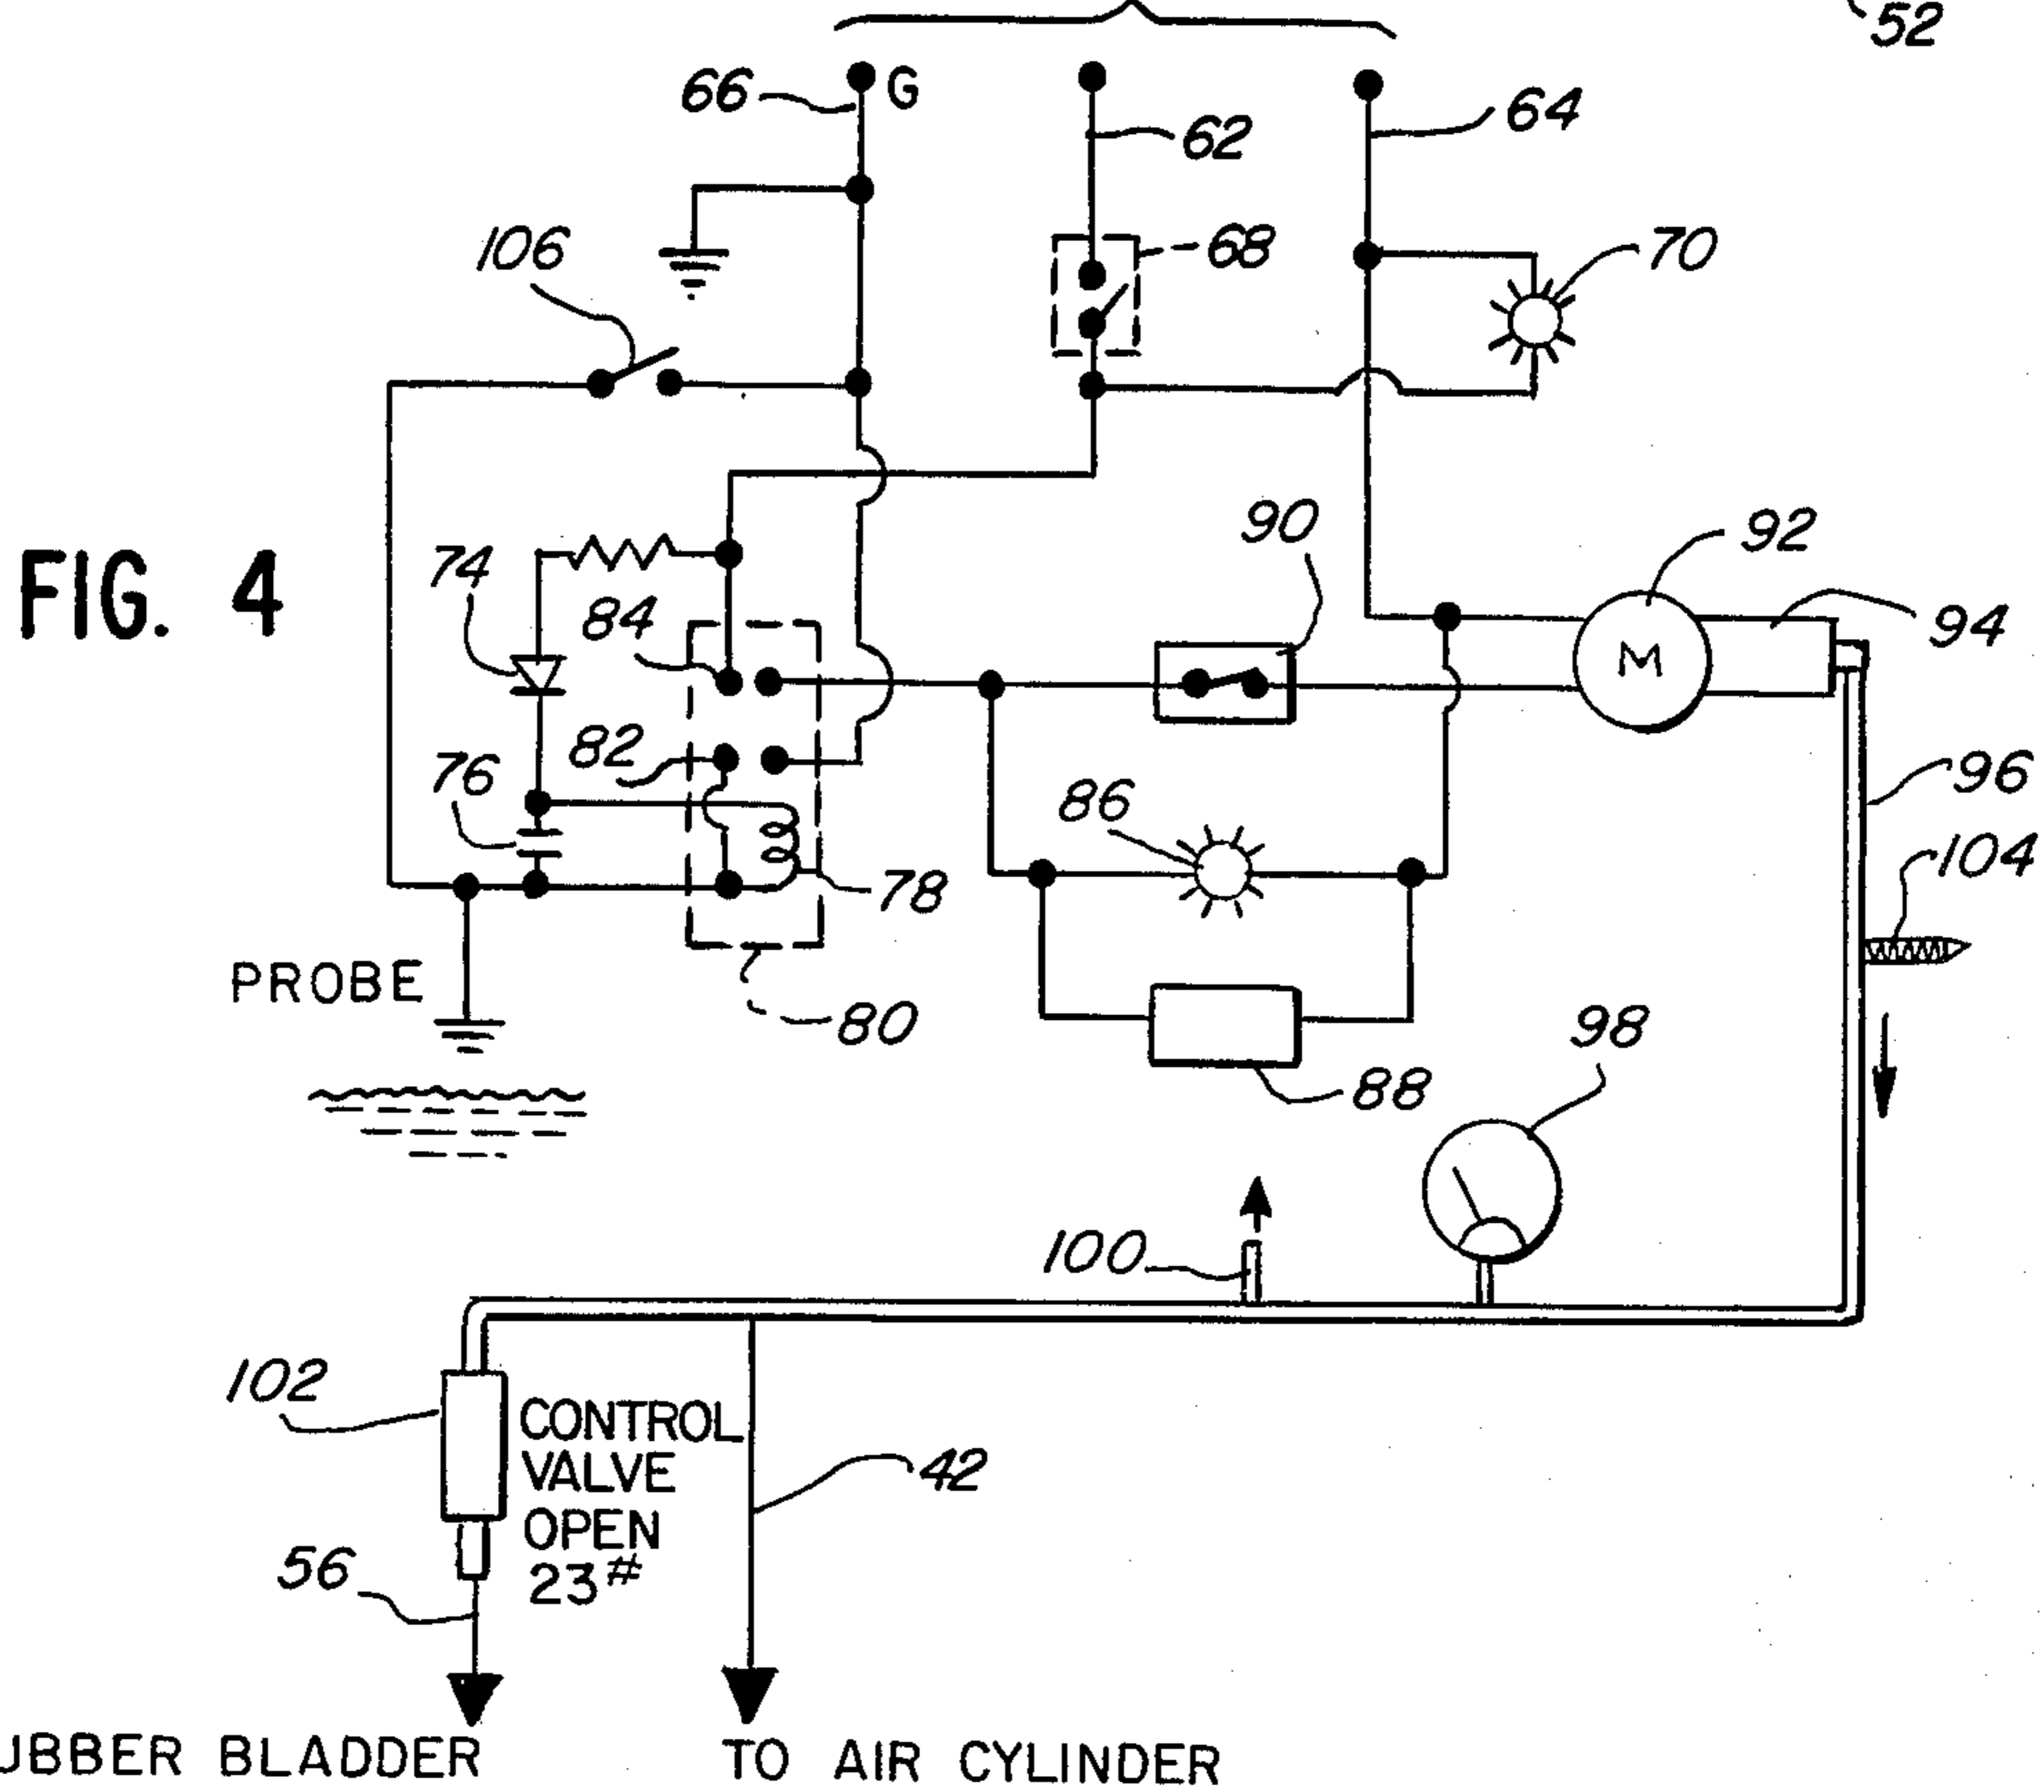 52
66
G
62
64
106
68
70
FIG. 4
74
84
90
92
M
94
82
76
86
96
104
78
PROBE
80
88
98
100
102
CONTROL
VALVE
OPEN
23#
42
56
UBBER BLADDER
TO AIR CYLINDER